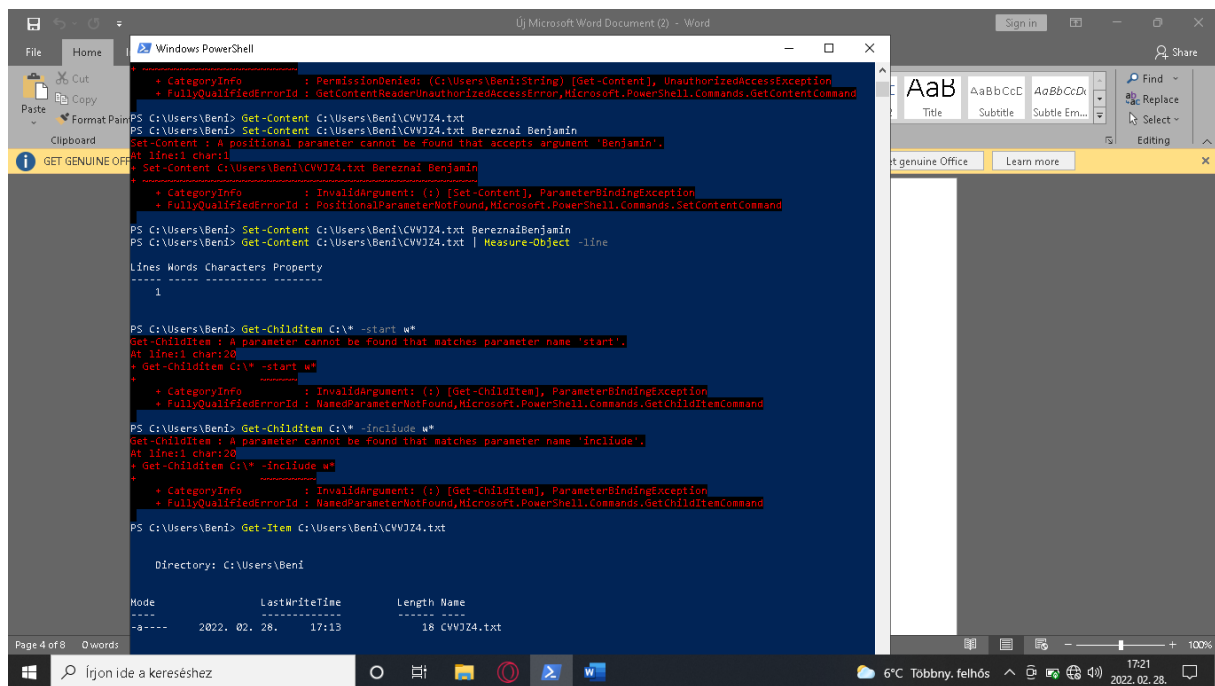 Új Microsoft Word Document (2) - Word
Sign in
File Home
Share
Cut
Copy
Format Pain
Paste
Clipboard
AaB
Title
AaBbCcD
Subtitle
AaBbCcDc
Subtle Em...
Find
Replace
Select
Editing
GET GENUINE OFF
et genuine Office
Learn more
Windows PowerShell
+ ~~~~~~~~~~~~~~~~~~~~~~~~~
+ CategoryInfo : PermissionDenied: (C:\Users\Beni:String) [Get-Content], UnauthorizedAccessException
+ FullyQualifiedErrorId : GetContentReaderUnauthorizedAccessError,Microsoft.PowerShell.Commands.GetContentCommand
PS C:\Users\Beni> Get-Content C:\Users\Beni\CVVJZ4.txt
PS C:\Users\Beni> Set-Content C:\Users\Beni\CVVJZ4.txt Bereznai Benjamin
Set-Content : A positional parameter cannot be found that accepts argument 'Benjamin'.
At line:1 char:1
+ Set-Content C:\Users\Beni\CVVJZ4.txt Bereznai Benjamin
+ ~~~~~~~~~~~~~~~~~~~~~~~~~~~~~~~~~~~~~~~~~~~~~~~~~~~~~~
+ CategoryInfo : InvalidArgument: (:) [Set-Content], ParameterBindingException
+ FullyQualifiedErrorId : PositionalParameterNotFound,Microsoft.PowerShell.Commands.SetContentCommand
PS C:\Users\Beni> Set-Content C:\Users\Beni\CVVJZ4.txt BereznaiBenjamin
PS C:\Users\Beni> Get-Content C:\Users\Beni\CVVJZ4.txt | Measure-Object -line
Lines Words Characters Property
----- ----- ---------- --------
1
PS C:\Users\Beni> Get-Childitem C:\* -start w*
Get-ChildItem : A parameter cannot be found that matches parameter name 'start'.
At line:1 char:20
+ Get-Childitem C:\* -start w*
+ ~~~~~~
+ CategoryInfo : InvalidArgument: (:) [Get-ChildItem], ParameterBindingException
+ FullyQualifiedErrorId : NamedParameterNotFound,Microsoft.PowerShell.Commands.GetChildItemCommand
PS C:\Users\Beni> Get-Childitem C:\* -incliude w*
Get-ChildItem : A parameter cannot be found that matches parameter name 'incliude'.
At line:1 char:20
+ Get-Childitem C:\* -incliude w*
+ ~~~~~~~~~
+ CategoryInfo : InvalidArgument: (:) [Get-ChildItem], ParameterBindingException
+ FullyQualifiedErrorId : NamedParameterNotFound,Microsoft.PowerShell.Commands.GetChildItemCommand
PS C:\Users\Beni> Get-Item C:\Users\Beni\CVVJZ4.txt
Directory: C:\Users\Beni
Mode LastWriteTime Length Name
---- ------------- ------ ----
-a---- 2022. 02. 28. 17:13 18 CVVJZ4.txt
Page 4 of 8 0 words
100%
Írjon ide a kereséshez
6°C Többny. felhős
17:21
2022. 02. 28.